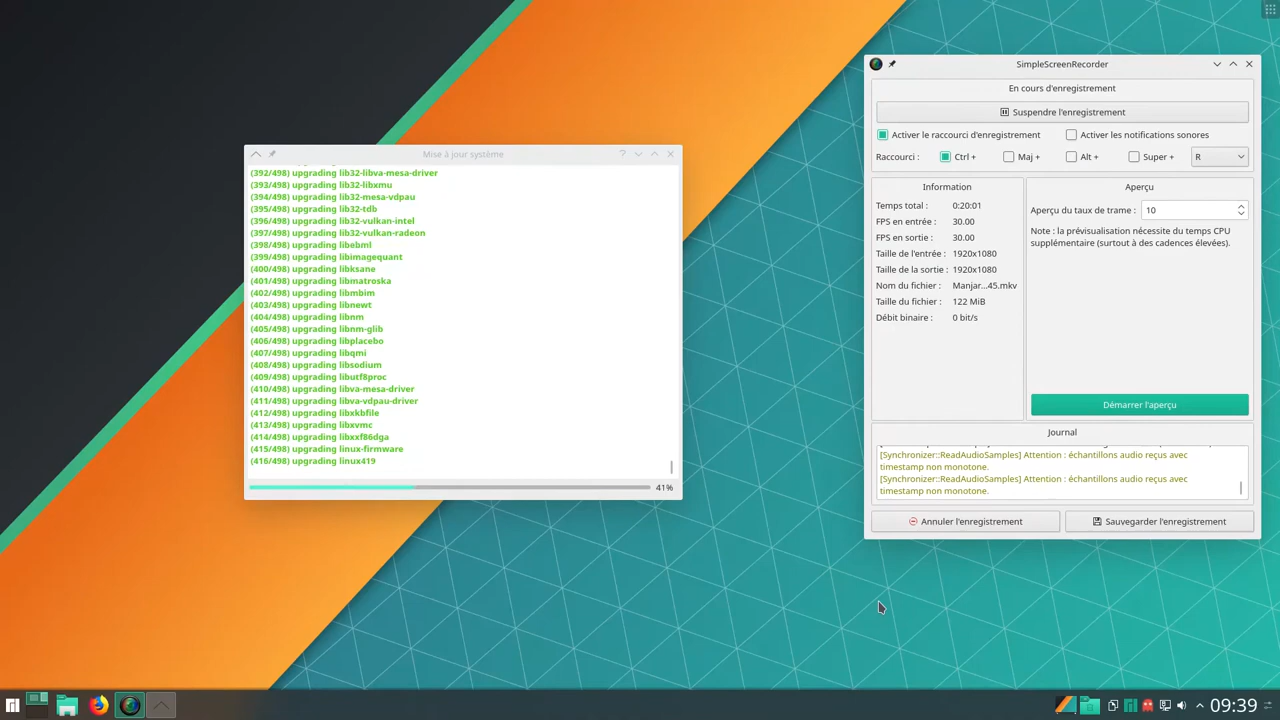 Mise à jour système
(392/498) upgrading lib32-libva-mesa-driver
(393/498) upgrading lib32-libxmu
(394/498) upgrading lib32-mesa-vdpau
(395/498) upgrading lib32-tdb
(396/498) upgrading lib32-vulkan-intel
(397/498) upgrading lib32-vulkan-radeon
(398/498) upgrading libebml
(399/498) upgrading libimagequant
(400/498) upgrading libksane
(401/498) upgrading libmatroska
(402/498) upgrading libmbim
(403/498) upgrading libnewt
(404/498) upgrading libnm
(405/498) upgrading libnm-glib
(406/498) upgrading libplacebo
(407/498) upgrading libqmi
(408/498) upgrading libsodium
(409/498) upgrading libutf8proc
(410/498) upgrading libva-mesa-driver
(411/498) upgrading libva-vdpau-driver
(412/498) upgrading libxkbfile
(413/498) upgrading libxvmc
(414/498) upgrading libxxf86dga
(415/498) upgrading linux-firmware
(416/498) upgrading linux419
41%
SimpleScreenRecorder
En cours d'enregistrement
Suspendre l'enregistrement
Activer le raccourci d'enregistrement Activer les notifications sonores
Raccourci : Ctrl + Maj + Alt + Super + R
Information
Temps total : 0:20:01
FPS en entrée : 30.00
FPS en sortie : 30.00
Taille de l'entrée : 1920x1080
Taille de la sortie : 1920x1080
Nom du fichier : Manjar...45.mkv
Taille du fichier : 122 MiB
Débit binaire : 0 bit/s
Aperçu
Aperçu du taux de trame : 10
Note : la prévisualisation nécessite du temps CPU
supplémentaire (surtout à des cadences élevées).
Démarrer l'aperçu
Journal
[Synchronizer::ReadAudioSamples] Attention : échantillons audio reçus avec
timestamp non monotone.
[Synchronizer::ReadAudioSamples] Attention : échantillons audio reçus avec
timestamp non monotone.
Annuler l'enregistrement Sauvegarder l'enregistrement
09:39